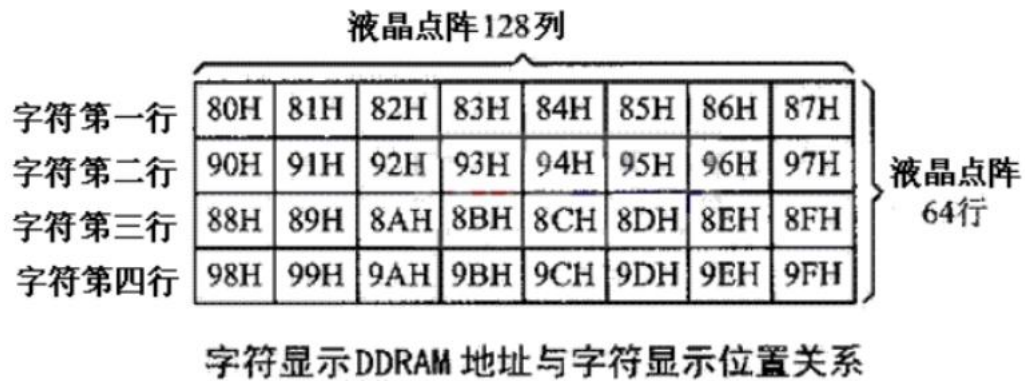 液晶点阵128列
字符第一行 80H 81H 82H 83H 84H 85H 86H 87H
字符第二行 90H 91H 92H 93H 94H 95H 96H 97H
液晶点阵
64行
字符第三行 88H 89H 8AH 8BH 8CH 8DH 8EH 8FH
字符第四行 98H 99H 9AH 9BH 9CH 9DH 9EH 9FH
字符显示DDRAM 地址与字符显示位置关系